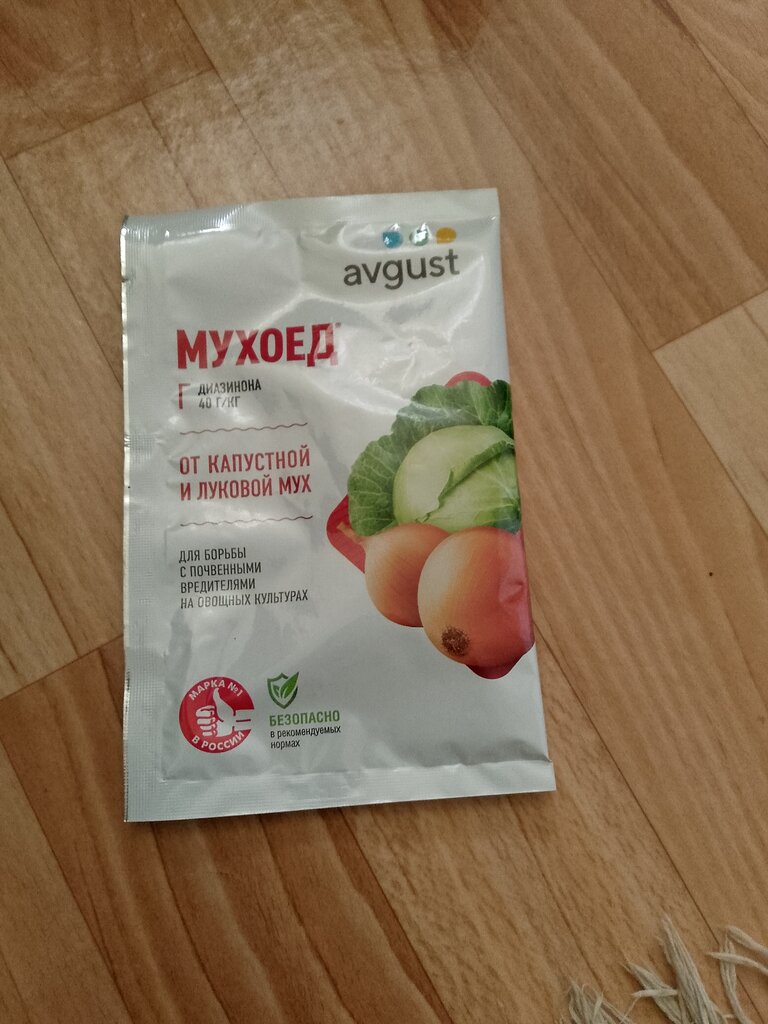 avgust
МУХОЕД
Г ДИАЗИНОНА
40 Г/КГ
ОТ КАПУСТНОЙ
И ЛУКОВОЙ МУХ
ДЛЯ БОРЬБЫ
С ПОЧВЕННЫМИ
ВРЕДИТЕЛЯМИ
НА ОВОЩНЫХ КУЛЬТУРАХ
МАРКА №1
В РОССИИ
БЕЗОПАСНО
в рекомендуемых
нормах